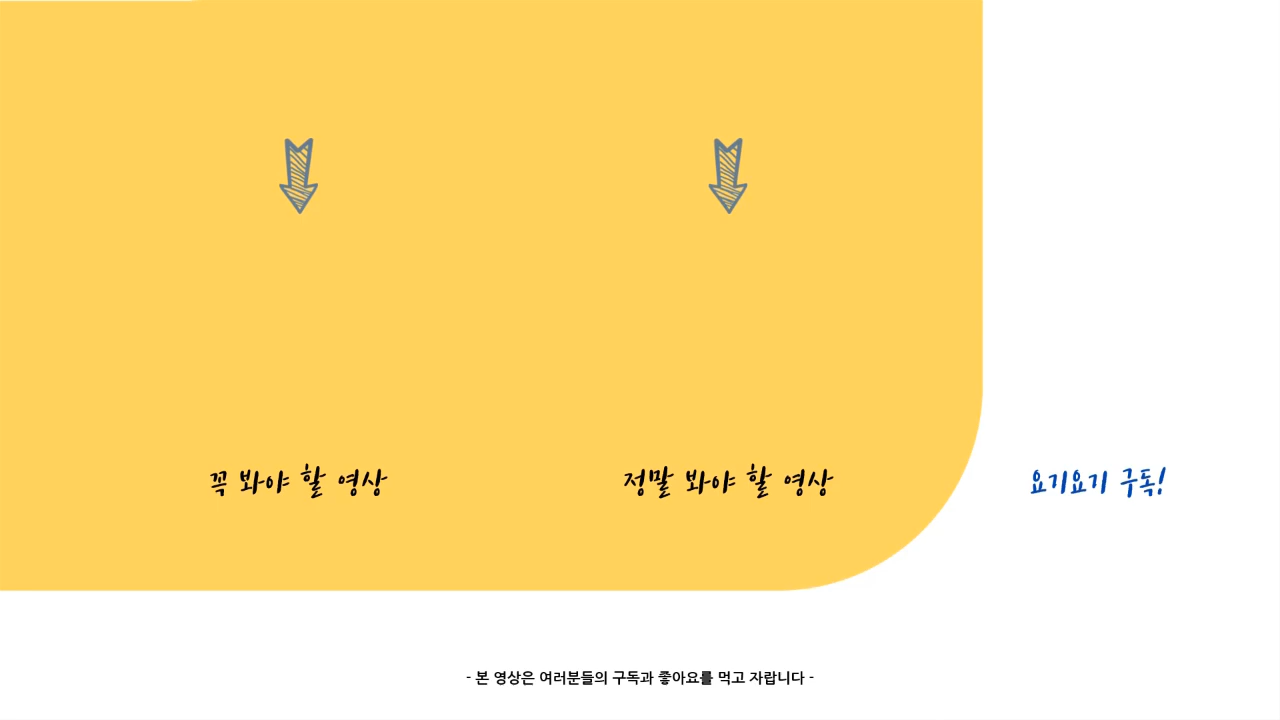 꼭 봐야 할 영상
정말 봐야 할 영상
요기요기 구독!
- 본 영상은 여러분들의 구독과 좋아요를 먹고 자랍니다 -